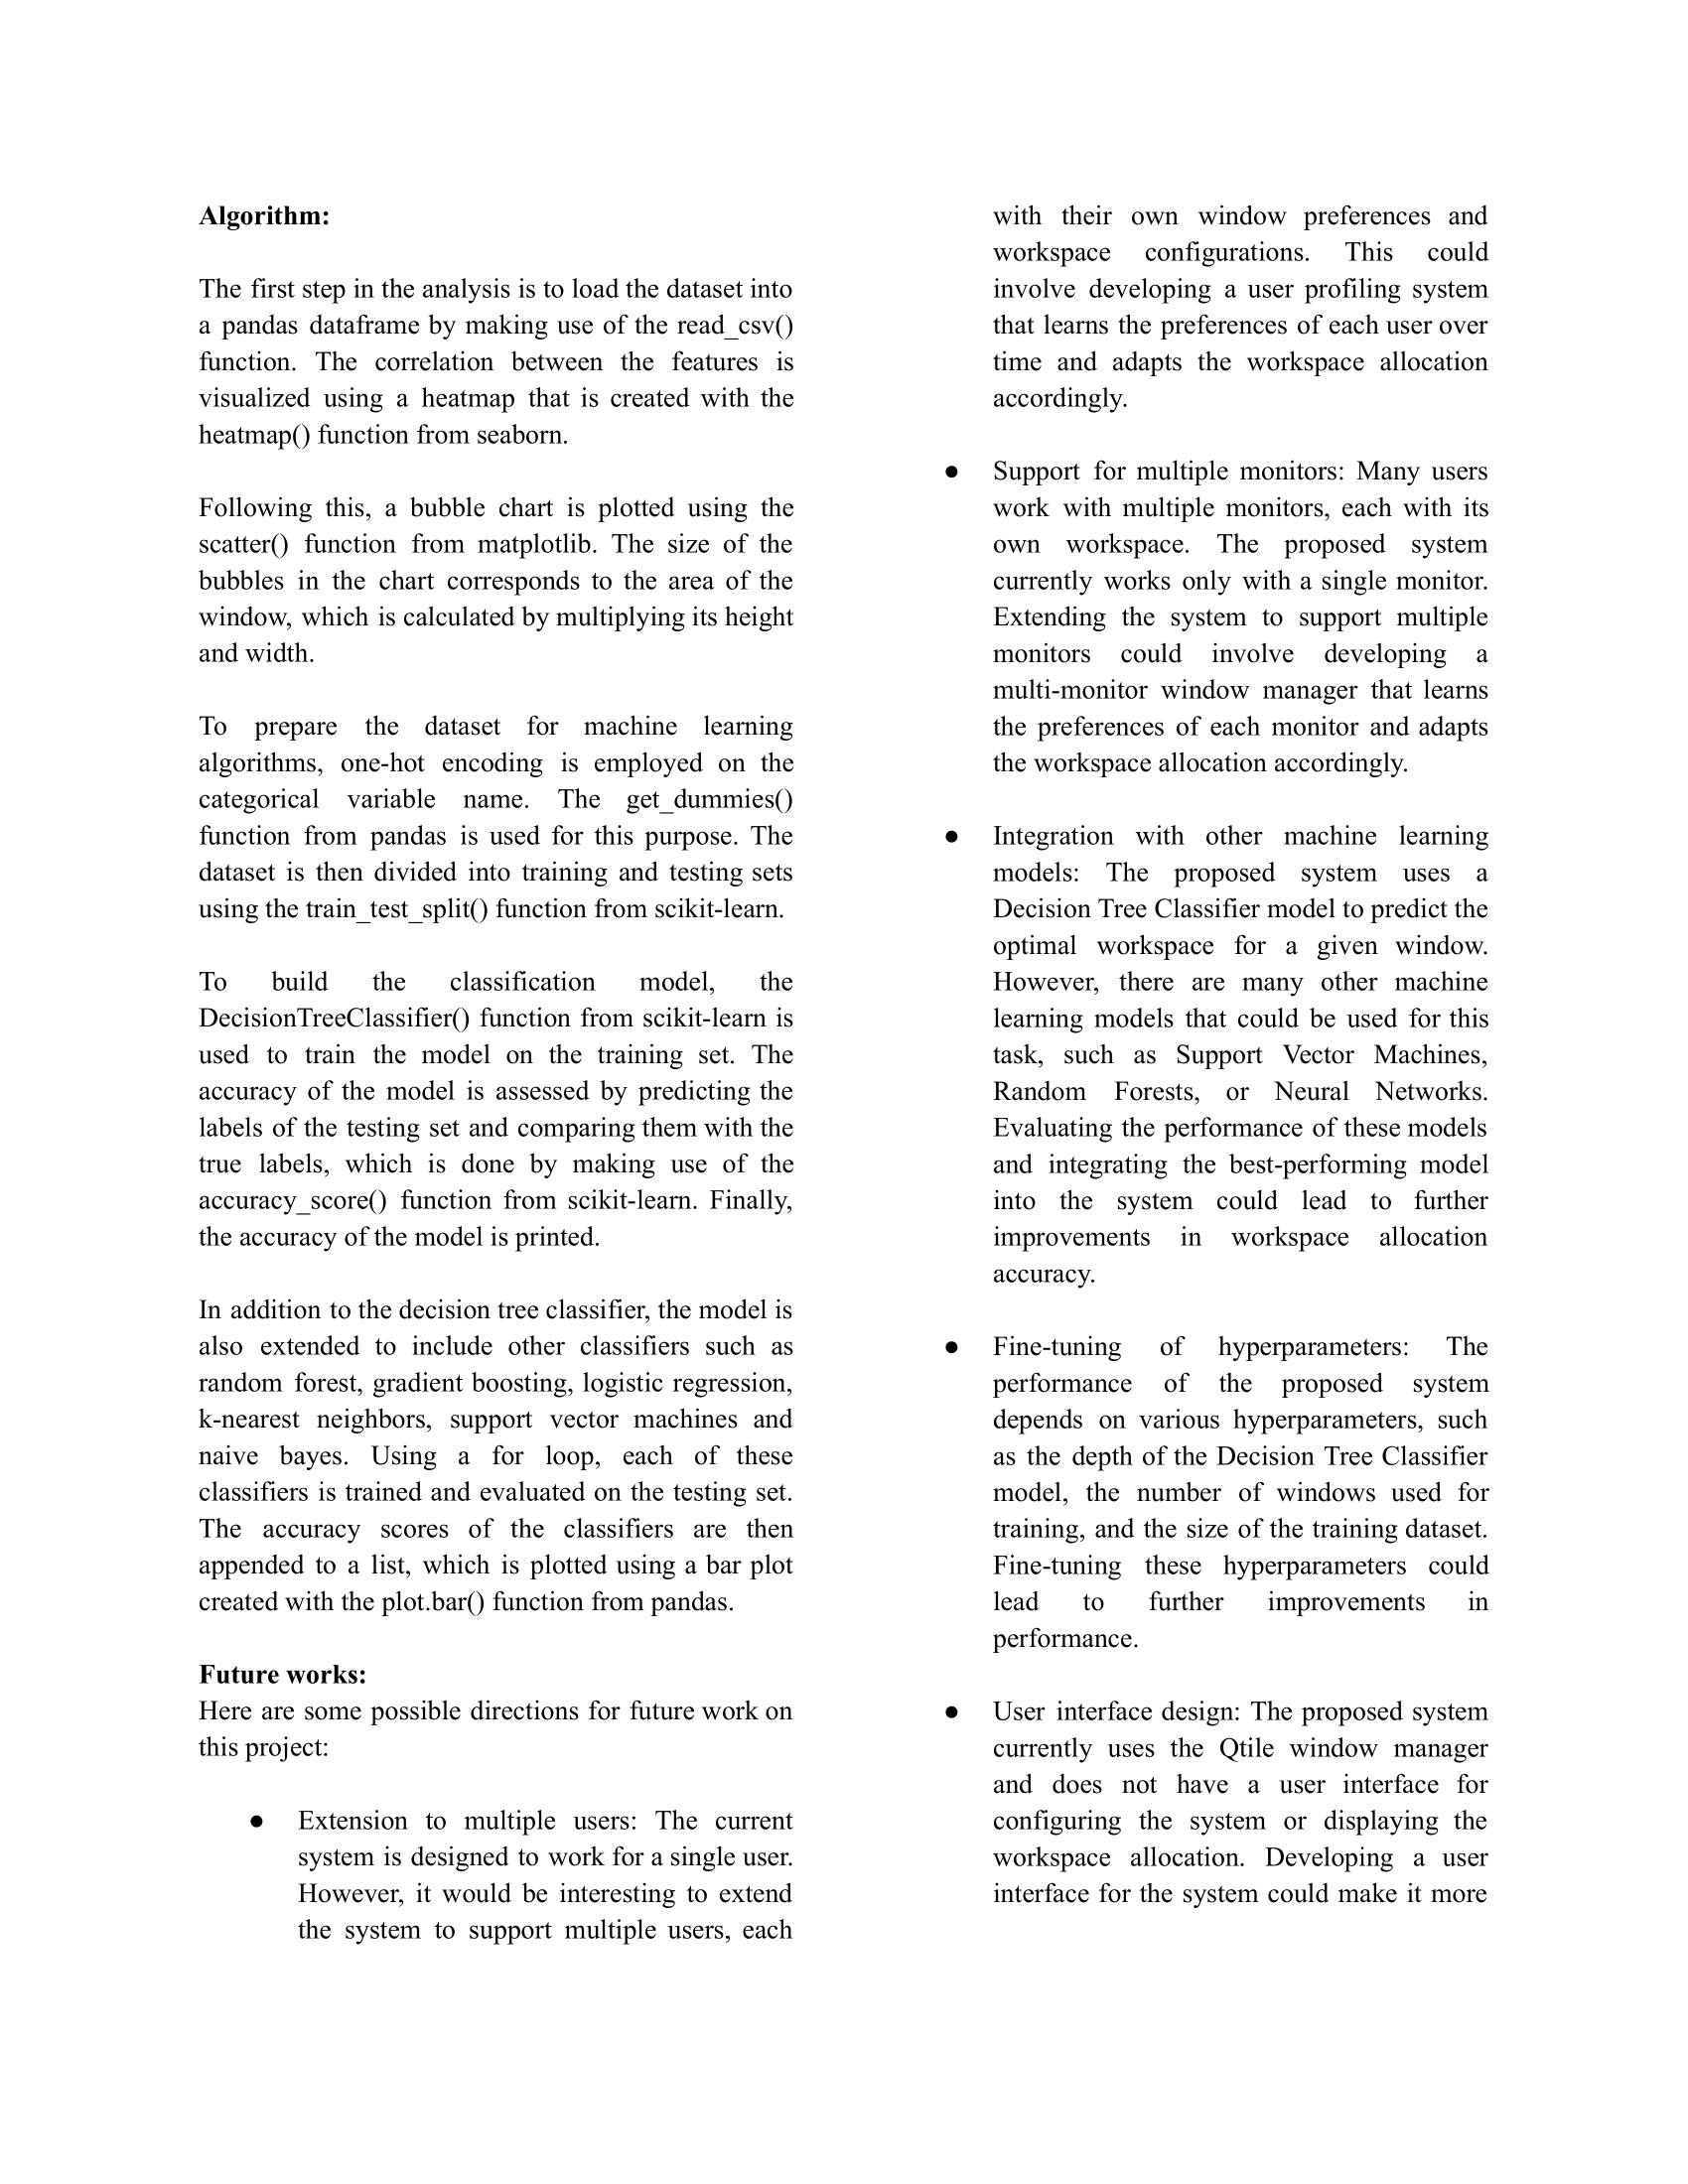 Algorithm:
The first step in the analysis is to load the dataset into
a pandas dataframe by making use of the read_csv()
function. The correlation between the features is
visualized using a heatmap that is created with the
heatmap() function from seaborn.
Following this, a bubble chart is plotted using the
scatter() function from matplotlib. The size of the
bubbles in the chart corresponds to the area of the
window, which is calculated by multiplying its height
and width.
To prepare the dataset for machine learning
algorithms, one-hot encoding is employed on the
categorical variable name. The get_dummies()
function from pandas is used for this purpose. The
dataset is then divided into training and testing sets
using the train_test_split() function from scikit-learn.
To build the classification model, the
DecisionTreeClassifier() function from scikit-learn is
used to train the model on the training set. The
accuracy of the model is assessed by predicting the
labels of the testing set and comparing them with the
true labels, which is done by making use of the
accuracy_score() function from scikit-learn. Finally,
the accuracy of the model is printed.
In addition to the decision tree classifier, the model is
also extended to include other classifiers such as
random forest, gradient boosting, logistic regression,
k-nearest neighbors, support vector machines and
naive bayes. Using a for loop, each of these
classifiers is trained and evaluated on the testing set.
The accuracy scores of the classifiers are then
appended to a list, which is plotted using a bar plot
created with the plot.bar() function from pandas.
Future works:
Here are some possible directions for future work on
this project:
● Extension to multiple users: The current
system is designed to work for a single user.
However, it would be interesting to extend
the system to support multiple users, each
with their own window preferences and
workspace configurations. This could
involve developing a user profiling system
that learns the preferences of each user over
time and adapts the workspace allocation
accordingly.
● Support for multiple monitors: Many users
work with multiple monitors, each with its
own workspace. The proposed system
currently works only with a single monitor.
Extending the system to support multiple
monitors could involve developing a
multi-monitor window manager that learns
the preferences of each monitor and adapts
the workspace allocation accordingly.
● Integration with other machine learning
models: The proposed system uses a
Decision Tree Classifier model to predict the
optimal workspace for a given window.
However, there are many other machine
learning models that could be used for this
task, such as Support Vector Machines,
Random Forests, or Neural Networks.
Evaluating the performance of these models
and integrating the best-performing model
into the system could lead to further
improvements in workspace allocation
accuracy.
● Fine-tuning of hyperparameters: The
performance of the proposed system
depends on various hyperparameters, such
as the depth of the Decision Tree Classifier
model, the number of windows used for
training, and the size of the training dataset.
Fine-tuning these hyperparameters could
lead to further improvements in
performance.
● User interface design: The proposed system
currently uses the Qtile window manager
and does not have a user interface for
configuring the system or displaying the
workspace allocation. Developing a user
interface for the system could make it more